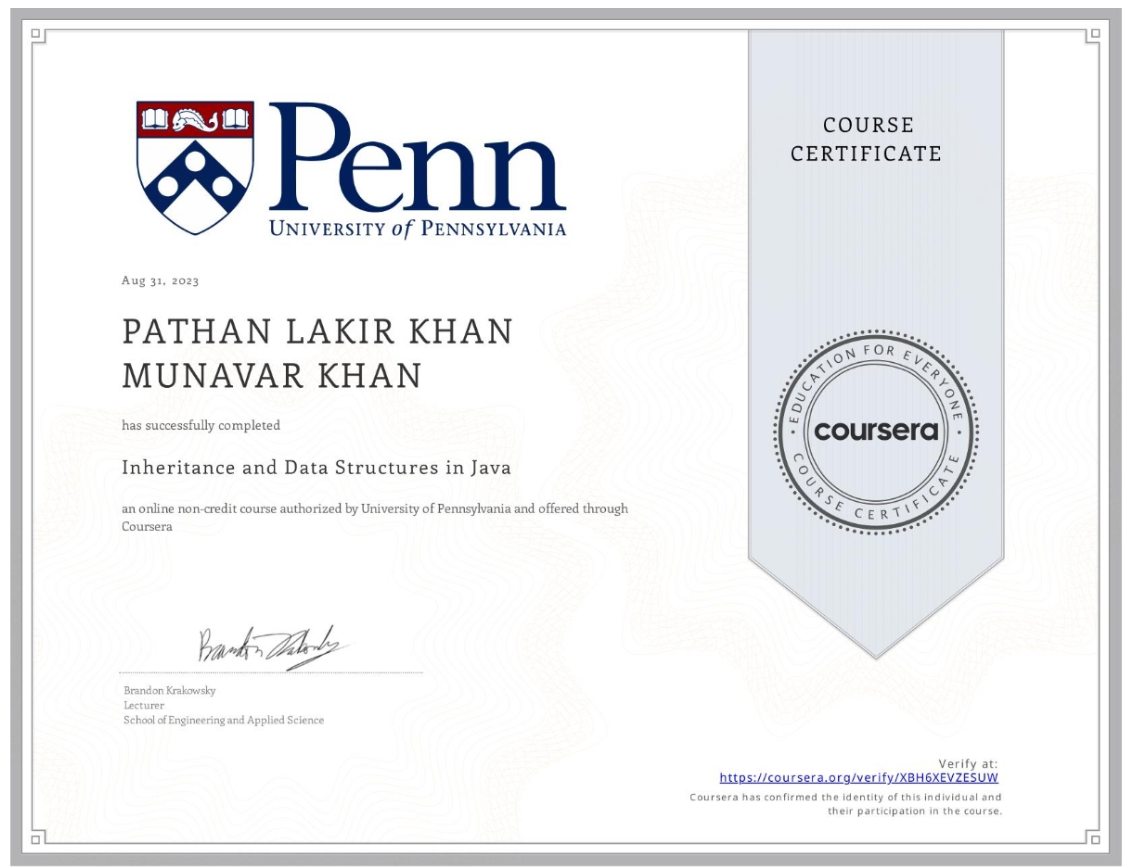 Penn
UNIVERSITY of PENNSYLVANIA
COURSE
CERTIFICATE
Aug 31, 2023
PATHAN LAKIR KHAN
MUNAVAR KHAN
has successfully completed
Inheritance and Data Structures in Java
an online non-credit course authorized by University of Pennsylvania and offered through
Coursera
EDUCATION FOR EVERYONE
coursera
COURSE CERTIFICATE
Brandon Krakowsky
Lecturer
School of Engineering and Applied Science
Verify at:
https://coursera.org/verify/XBH6XEVZESUW
Coursera has confirmed the identity of this individual and
their participation in the course.